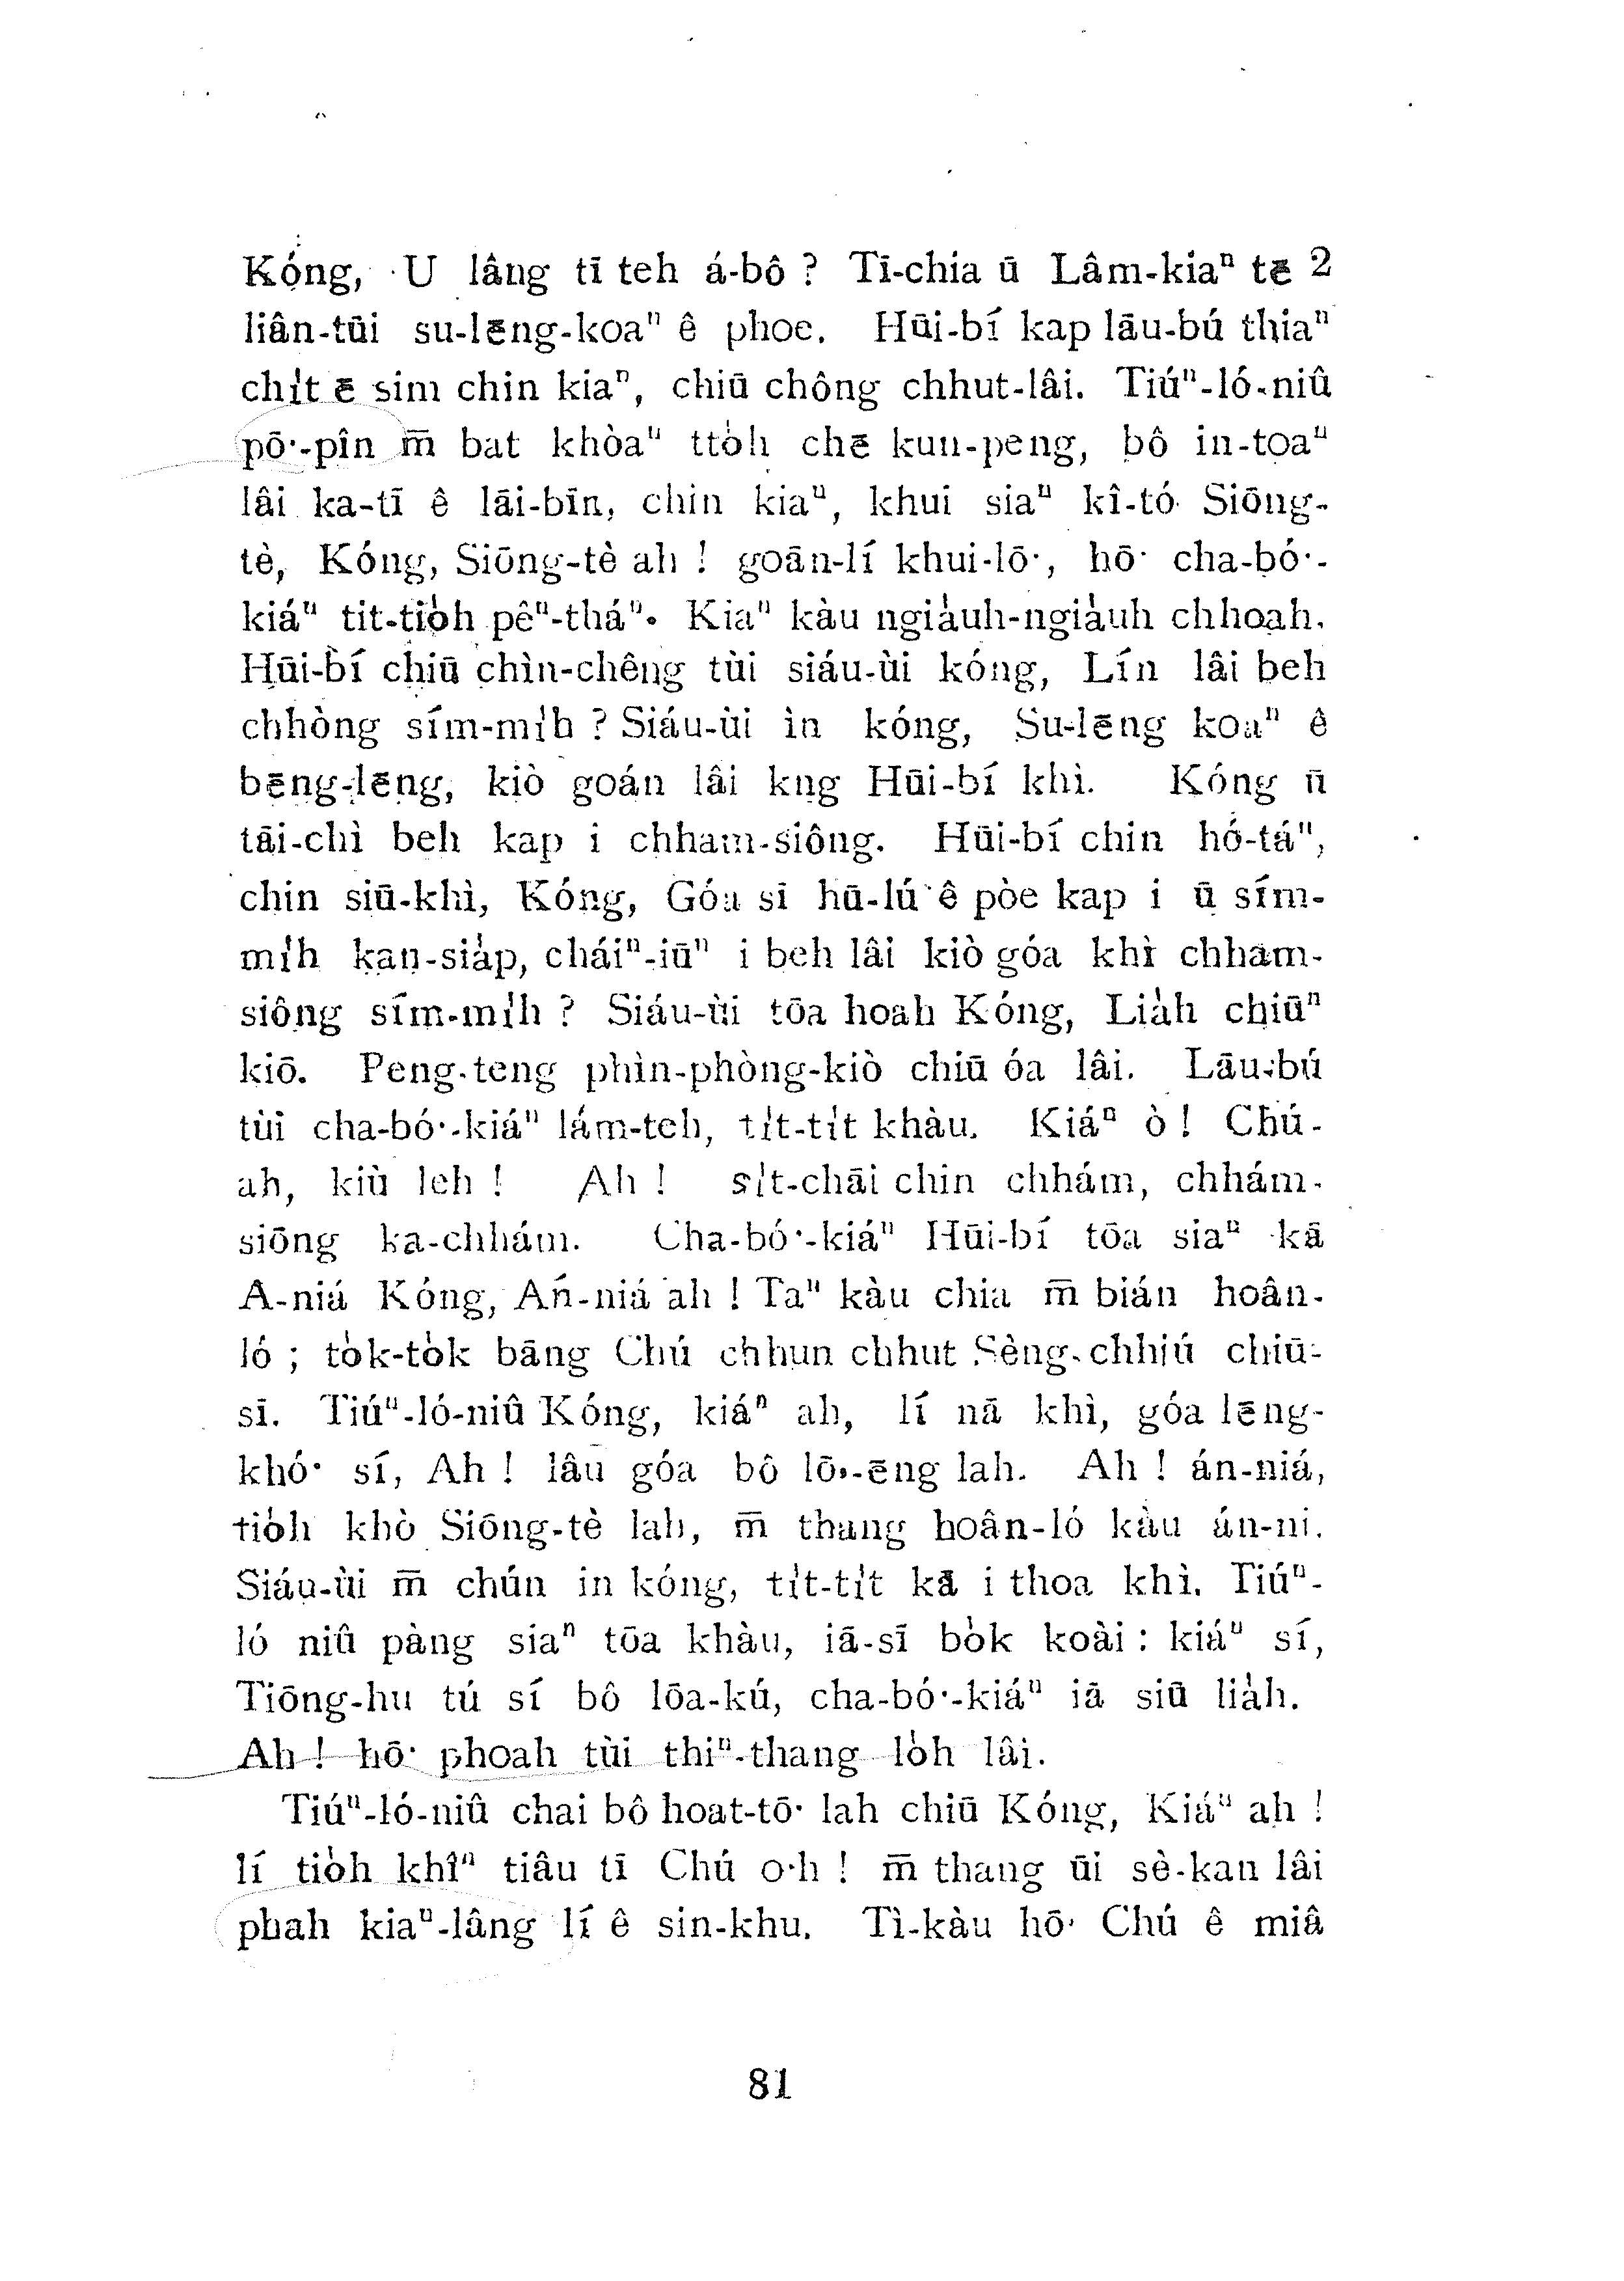 Kóng, U lâng tī teh á-bô ? Tī-chia ū Lâm-kiaⁿ tē 2
liân-tūi su-lēng-koaⁿ ê phoe. Hūi-bí kap lāu-bú thiaⁿ
chi̍t ē sim chin kiaⁿ, chiū chông chhut-lâi. Tiúⁿ-ló-niû
pō·-pîn m̄ bat khòaⁿ tto̍h chē kun-peng, bô in-toaⁿ
lâi ka-tī ê lāi-bīn, chin kiaⁿ, khui siaⁿ kî-tó Siōng-
tè, Kóng, Siōng-tè ah ! goān-lí khui-lō·, hō· cha-bó·-
kiáⁿ tit-tio̍h pêⁿ-tháⁿ. Kiaⁿ kàu ngia̍uh-ngia̍uh chhoah.
Hūi-bí chiū chìn-chêng tùi siáu-ùi kóng, Lín lâi beh
chhòng sím-mi̍h ? Siáu-ùi ìn kóng, Su-lēng koaⁿ ê
bēng-lēng, kiò goán lâi kng Hūi-bí khì. Kóng ū
tāi-chì beh kap i chham-siông. Hūi-bí chin hó-táⁿ,
chin siū-khì, Kóng, Góa sī hū-lú ê pòe kap i ū sím-
mi̍h kan-sia̍p, cháiⁿ-iūⁿ i beh lâi kiò góa khì chham-
siông sím-mi̍h ? Siáu-ùi tōa hoah Kóng, Lia̍h chiūⁿ
kiō. Peng-teng phìn-phòng-kiò chiū óa lâi. Lāu-bú
tùi cha-bó·-kiáⁿ lám-teh, ti̍t-ti̍t khàu. Kiáⁿ ò ! Chú-
ah, kiù leh ! Ah ! si̍t-chāi chin chhám, chhám-
siōng ka-chhám. Cha-bó·-kiáⁿ Hūi-bí tōa siaⁿ kā
A-niá Kóng, Ań-niá ah ! Taⁿ kàu chia m̄ bián hoân-
ló ; to̍k-to̍k bāng Chú chhun chhut Sèng-chhiú chiū-
sī. Tiúⁿ-ló-niû Kóng, kiáⁿ ah, lí nā khì, góa lēng-
khó· sí, Ah ! lâu góa bô lō·-ēng lah. Ah ! án-niá,
tio̍h khò Siōng-tè lah, m̄ thang hoân-ló kàu án-ni.
Siáu-ùi m̄ chún in kóng, ti̍t-ti̍t kā i thoa khì. Tiúⁿ-
ló niû pàng siaⁿ tōa khàu, iā-sī bo̍k koài : kiáⁿ sí,
Tiōng-hu tú sí bô lōa-kú, cha-bó·-kiáⁿ iā siū lia̍h.
Ah ! hō· phoah tùi thiⁿ-thang lo̍h lâi.
Tiúⁿ-ló-niû chai bô hoat-tō· lah chiū Kóng, Kiáⁿ ah !
lí tio̍h khîⁿ tiâu tī Chú o·h ! m̄ thang ūi sè-kan lâi
phah kiaⁿ-lâng lí ê sin-khu. Tì-kàu hō· Chú ê miâ
81